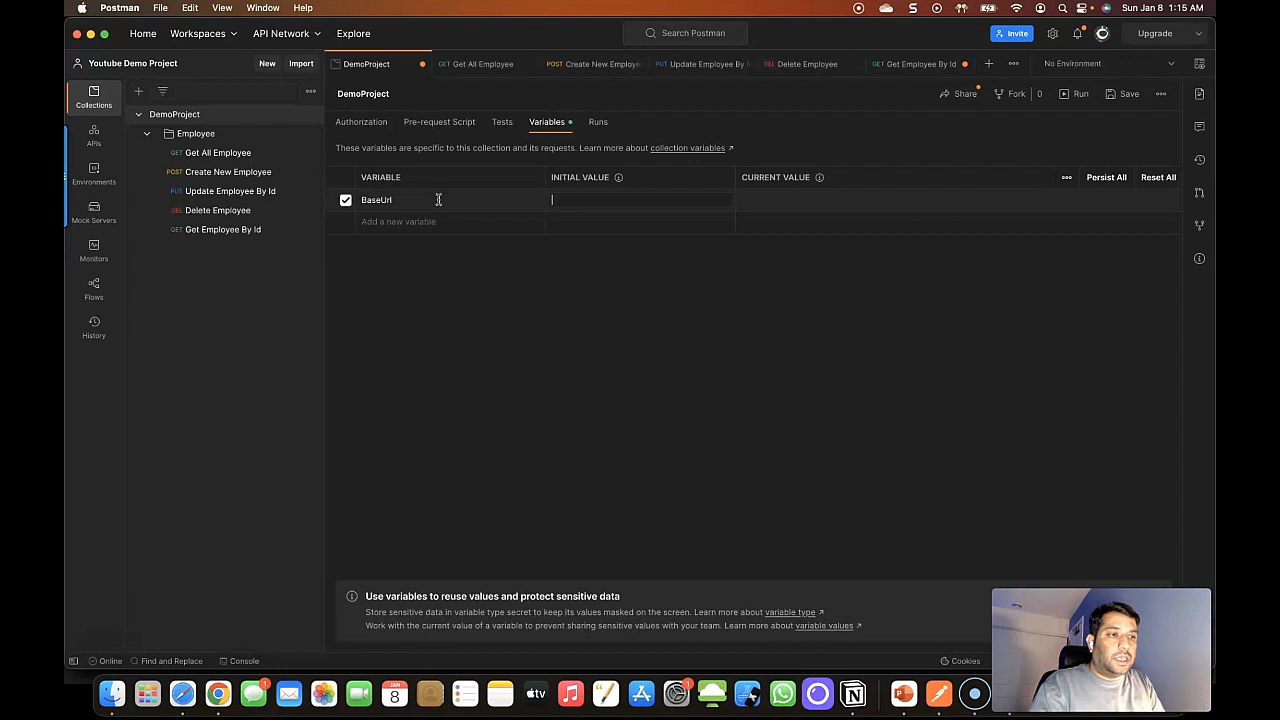 Postman File Edit View Window Help Sun Jan 8 1:15 AM
Home Workspaces API Network Explore Search Postman Invite Upgrade
Youtube Demo Project New Import
DemoProject GET Get All Employee POST Create New Employe PUT Update Employee By I DEL Delete Employee GET Get Employee By Id No Environment
Collections
APIs
Environments
Mock Servers
Monitors
Flows
History
DemoProject
Employee
GET Get All Employee
POST Create New Employee
PUT Update Employee By Id
DEL Delete Employee
GET Get Employee By Id
DemoProject Share Fork 0 Run Save
Authorization Pre-request Script Tests Variables Runs
These variables are specific to this collection and its requests. Learn more about collection variables ↗
VARIABLE INITIAL VALUE CURRENT VALUE Persist All Reset All
BaseUrl
Add a new variable
Use variables to reuse values and protect sensitive data
Store sensitive data in variable type secret to keep its values masked on the screen. Learn more about variable type ↗
Work with the current value of a variable to prevent sharing sensitive values with your team. Learn more about variable values ↗
Online Find and Replace Console Cookies
1
JAN
8
tv
1